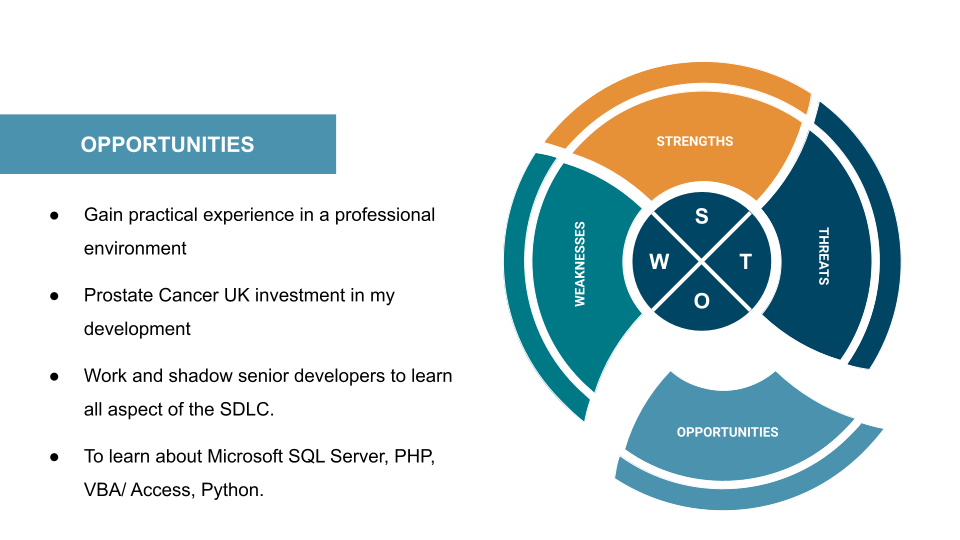 OPPORTUNITIES
● Gain practical experience in a professional
environment
● Prostate Cancer UK investment in my
development
● Work and shadow senior developers to learn
all aspect of the SDLC.
● To learn about Microsoft SQL Server, PHP,
VBA/ Access, Python.
STRENGTHS
WEAKNESSES
THREATS
OPPORTUNITIES
S
W
T
O